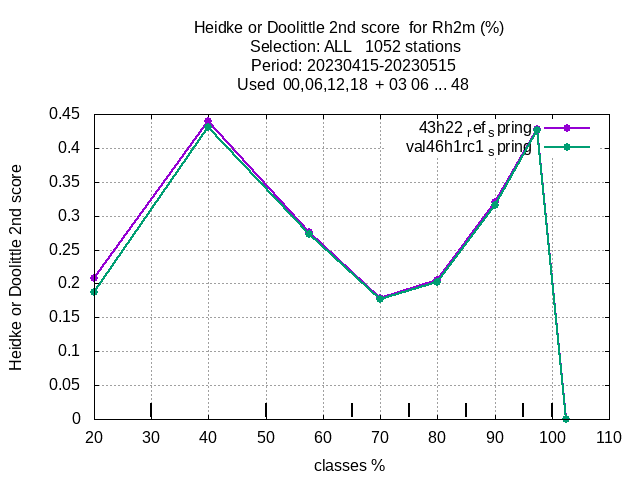 Heidke or Doolittle 2nd score  for Rh2m (%)
Selection: ALL   1052 stations
Period: 20230415-20230515
Used  00,06,12,18  + 03 06 ... 48
43h22 ref spring
val46h1rc1 spring
Heidke or Doolittle 2nd score
0.45
0.4
0.35
0.3
0.25
0.2
0.15
0.1
0.05
0
20 30 40 50 60 70 80 90 100 110
classes %